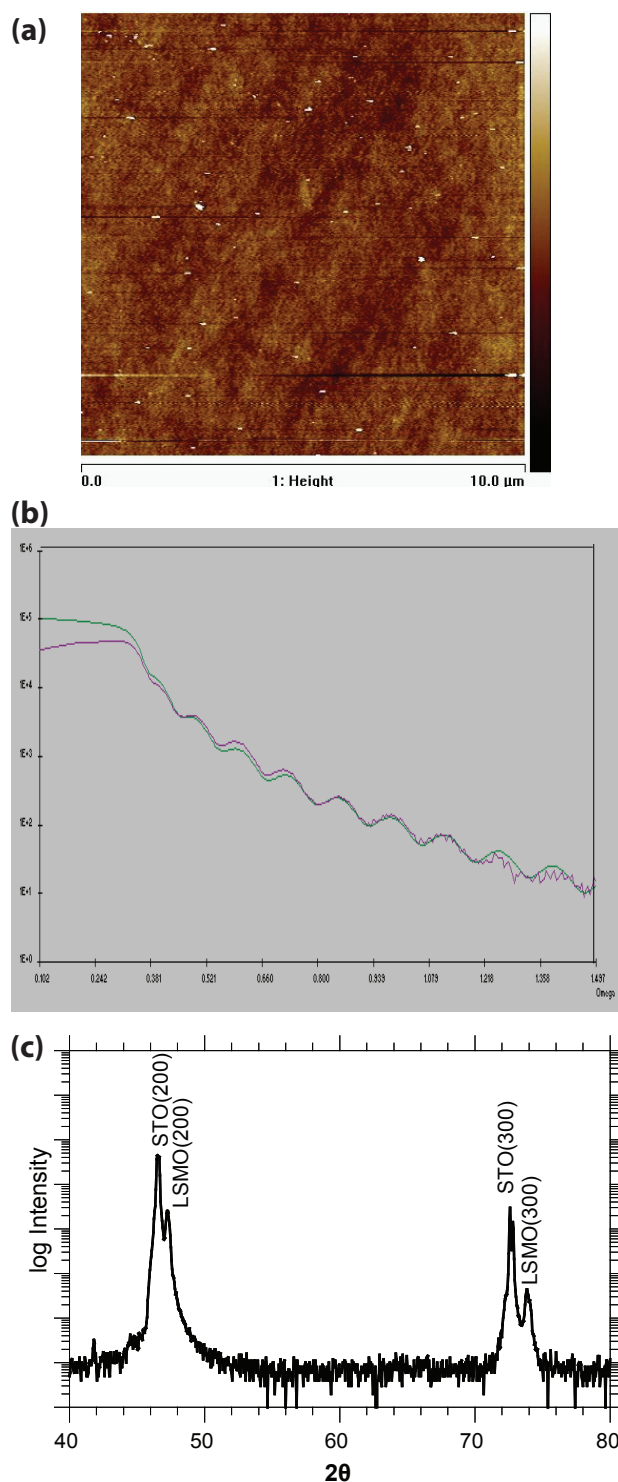 (a)
0.0 1: Height 10.0 µm
(b)
1E+6
1E+5
1E+4
1E+3
1E+2
1E+1
1E+0
0.102 0.242 0.381 0.521 0.660 0.800 0.939 1.079 1.218 1.358 1.497
Omega
(c)
STO(200)
LSMO(200)
STO(300)
LSMO(300)
log Intensity
40 50 60 70 80
2θ